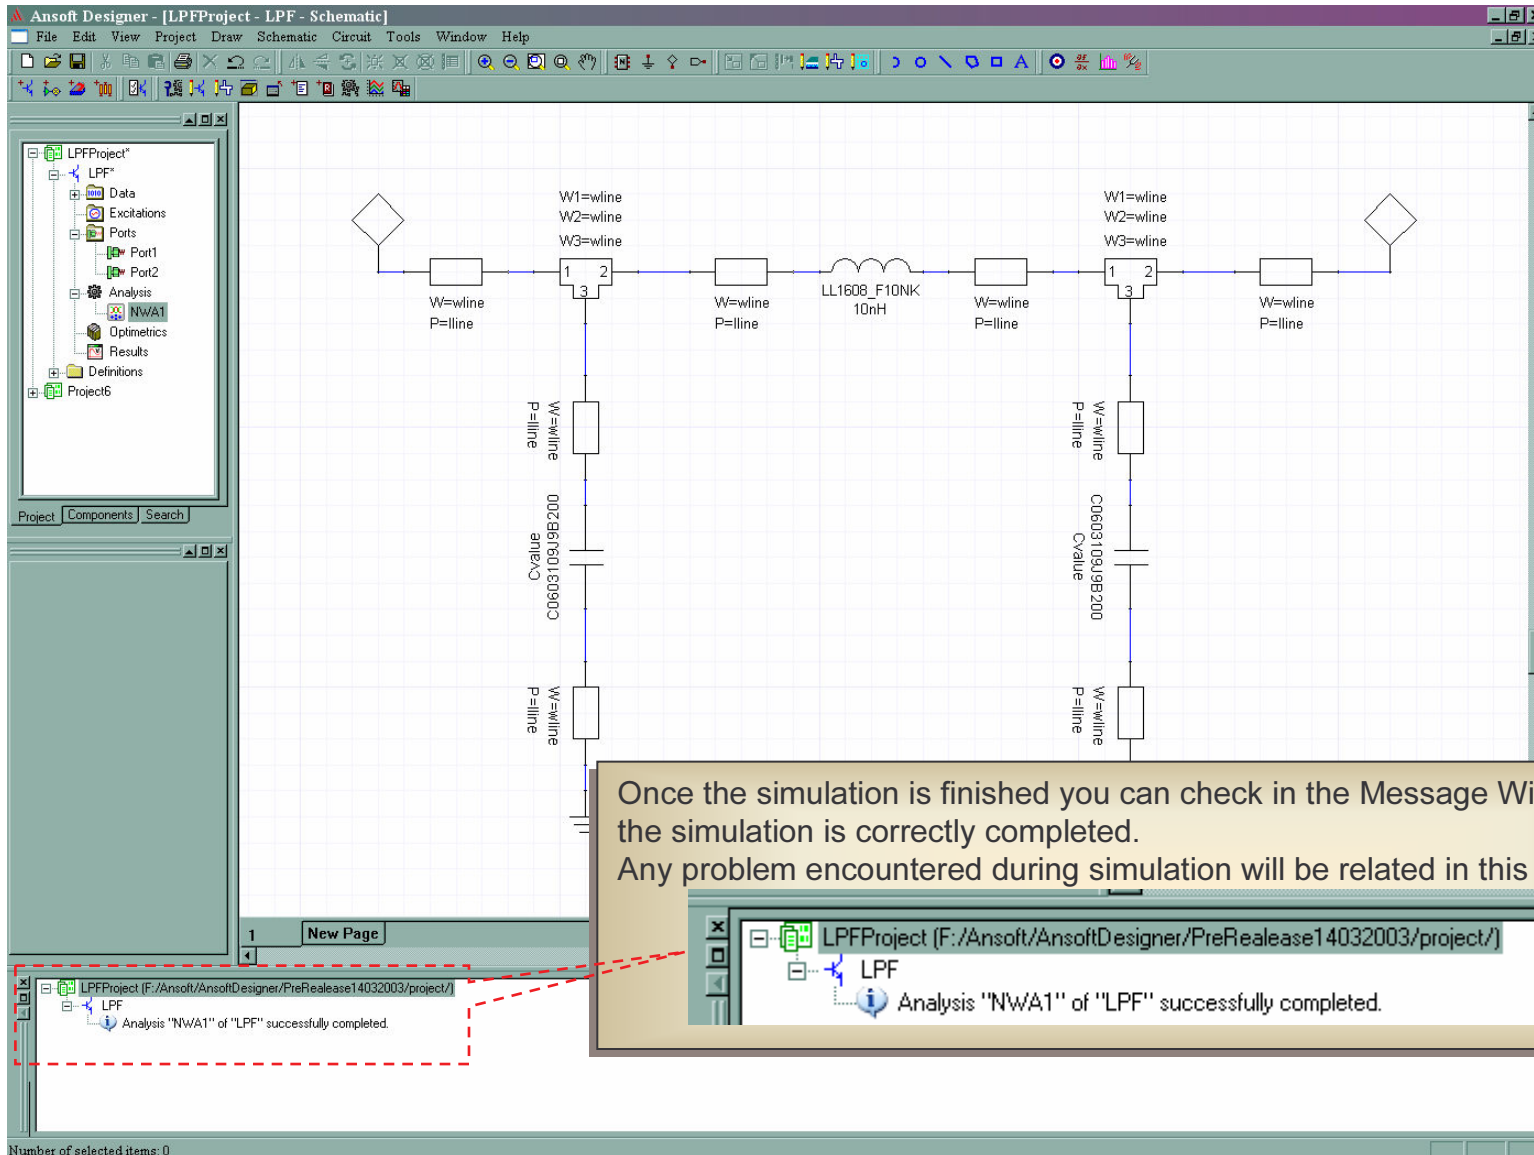 Ansoft Designer - [LPFProject - LPF - Schematic]
File Edit View Project Draw Schematic Circuit Tools Window Help
LPFProject*
LPF*
Data
Excitations
Ports
Port1
Port2
Analysis
NWA1
Optimetrics
Results
Definitions
Project6
Project Components Search
W1=wline
W2=wline
W3=wline
1 2
3
W=wline
P=lline
W=wline
P=lline
LL1608_F10NK
10nH
W=wline
P=lline
W1=wline
W2=wline
W3=wline
1 2
3
W=wline
P=lline
W=wline
P=lline
C0603109J9B200
Cvalue
W=wline
P=lline
W=wline
P=lline
C0603109J9B200
Cvalue
W=wline
P=lline
Once the simulation is finished you can check in the Message Wi
the simulation is correctly completed.
Any problem encountered during simulation will be related in this
LPFProject (F:/Ansoft/AnsoftDesigner/PreRealease14032003/project/)
LPF
Analysis "NWA1" of "LPF" successfully completed.
1 New Page
LPFProject (F:/Ansoft/AnsoftDesigner/PreRealease14032003/project/)
LPF
Analysis "NWA1" of "LPF" successfully completed.
Number of selected items: 0